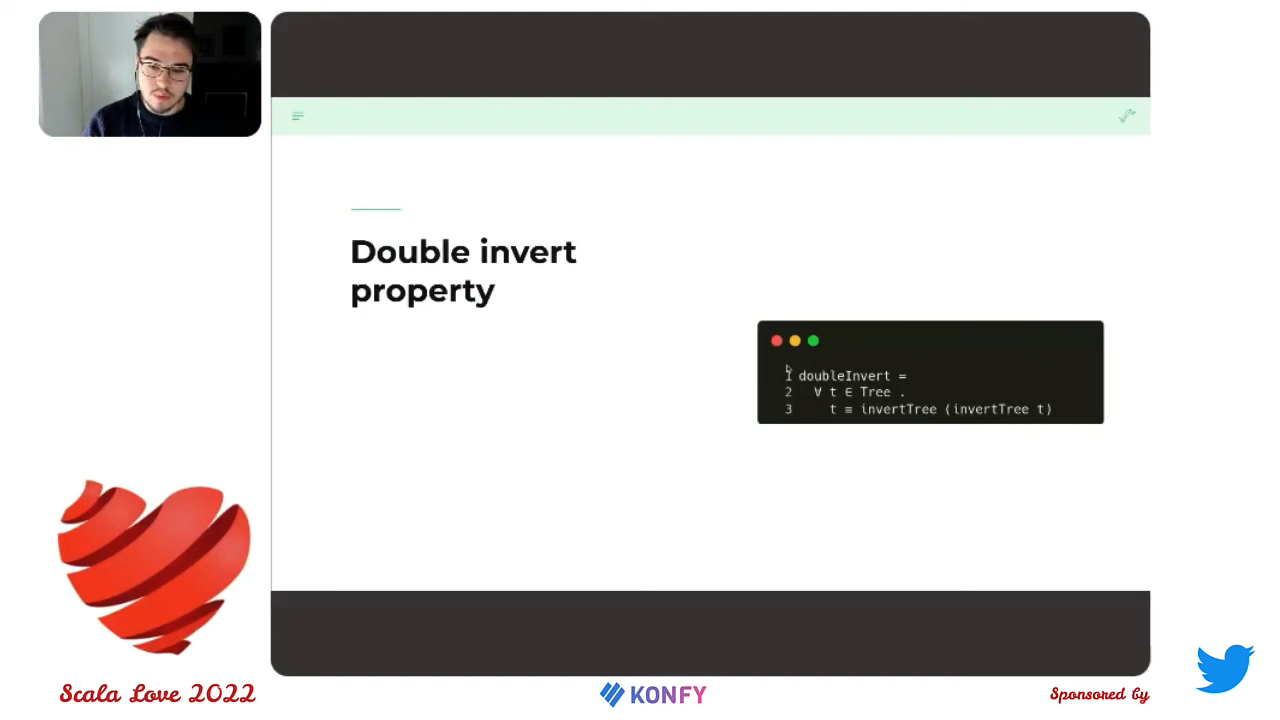 Double invert
property
1 doubleInvert =
2 ∀ t ∈ Tree .
3 t ≡ invertTree (invertTree t)
Scala Love 2022
KONFY
Sponsored by